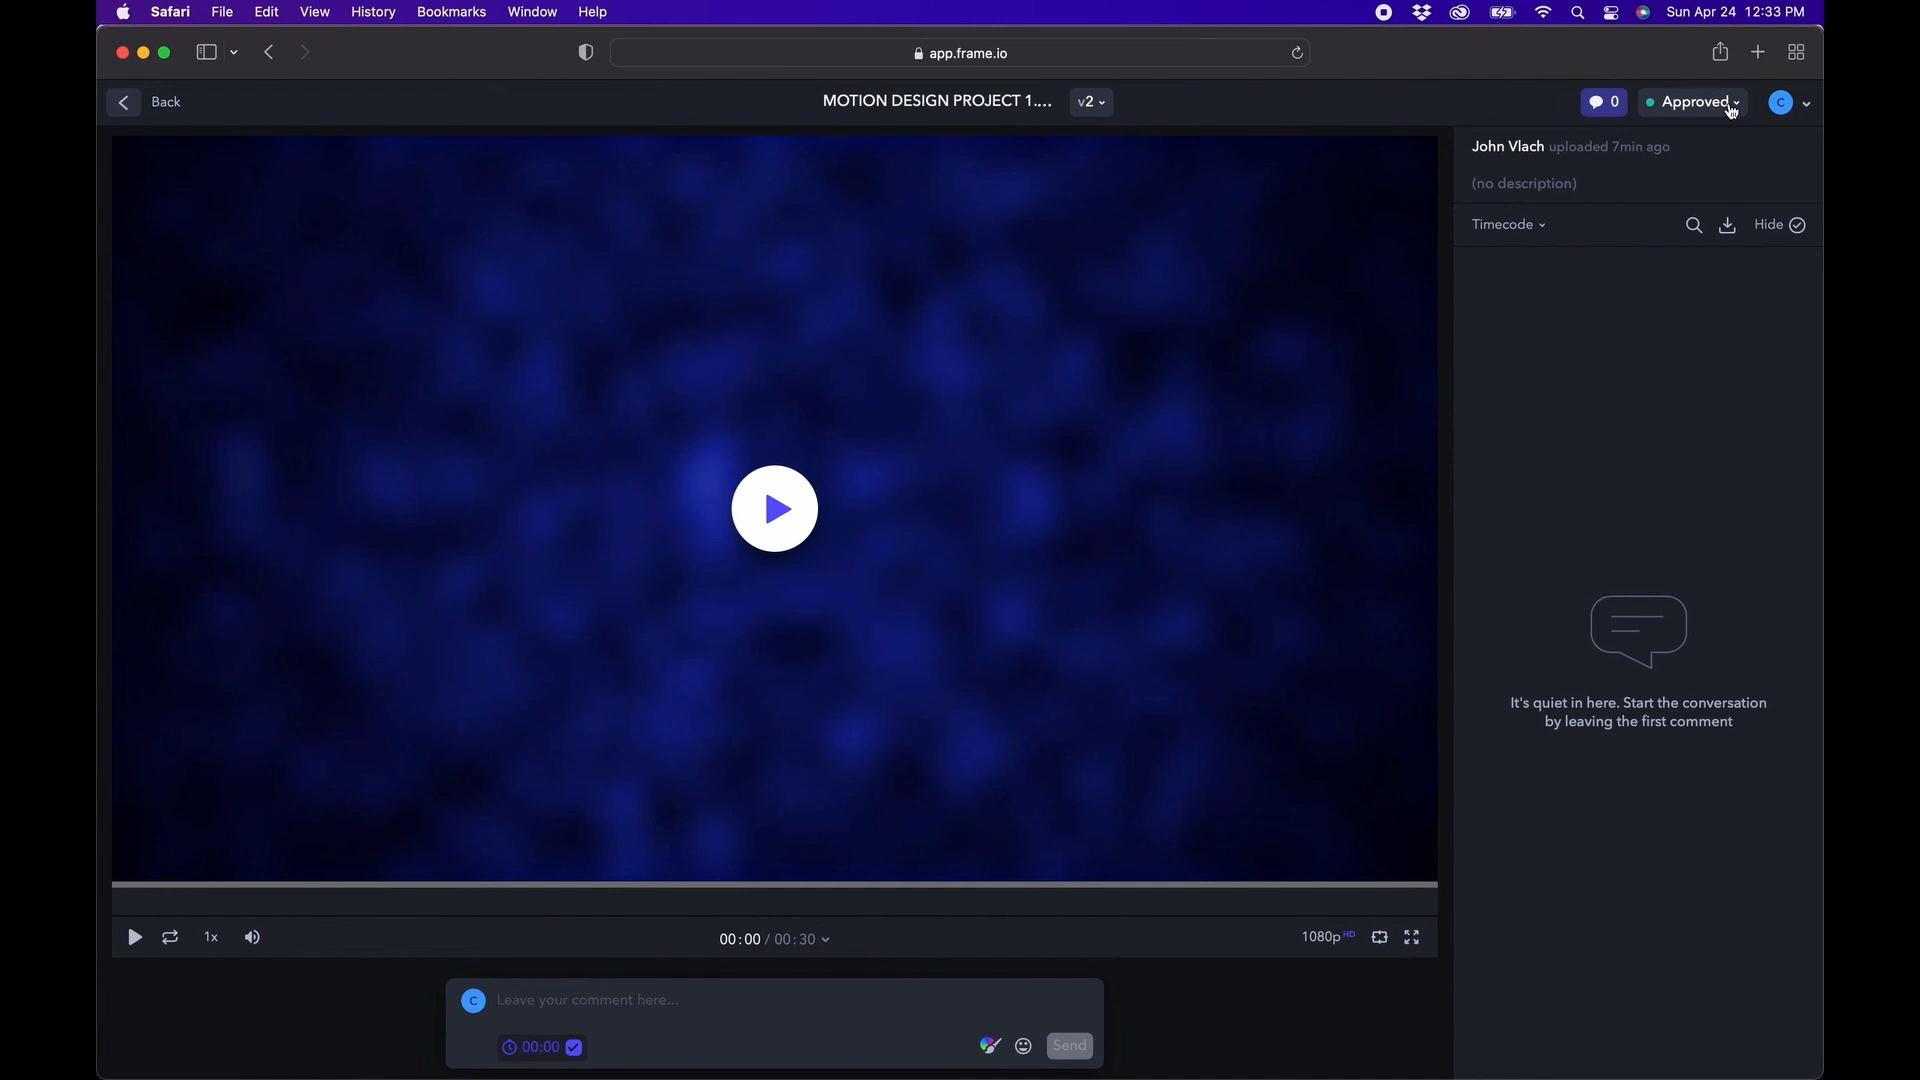 Safari File Edit View History Bookmarks Window Help Sun Apr 24 12:33 PM
app.frame.io
Back MOTION DESIGN PROJECT 1.... v2 0 Approved C
John Vlach uploaded 7min ago
(no description)
Timecode Hide
It's quiet in here. Start the conversation
by leaving the first comment
1x 00:00 / 00:30 1080p HD
C Leave your comment here...
00:00 Send